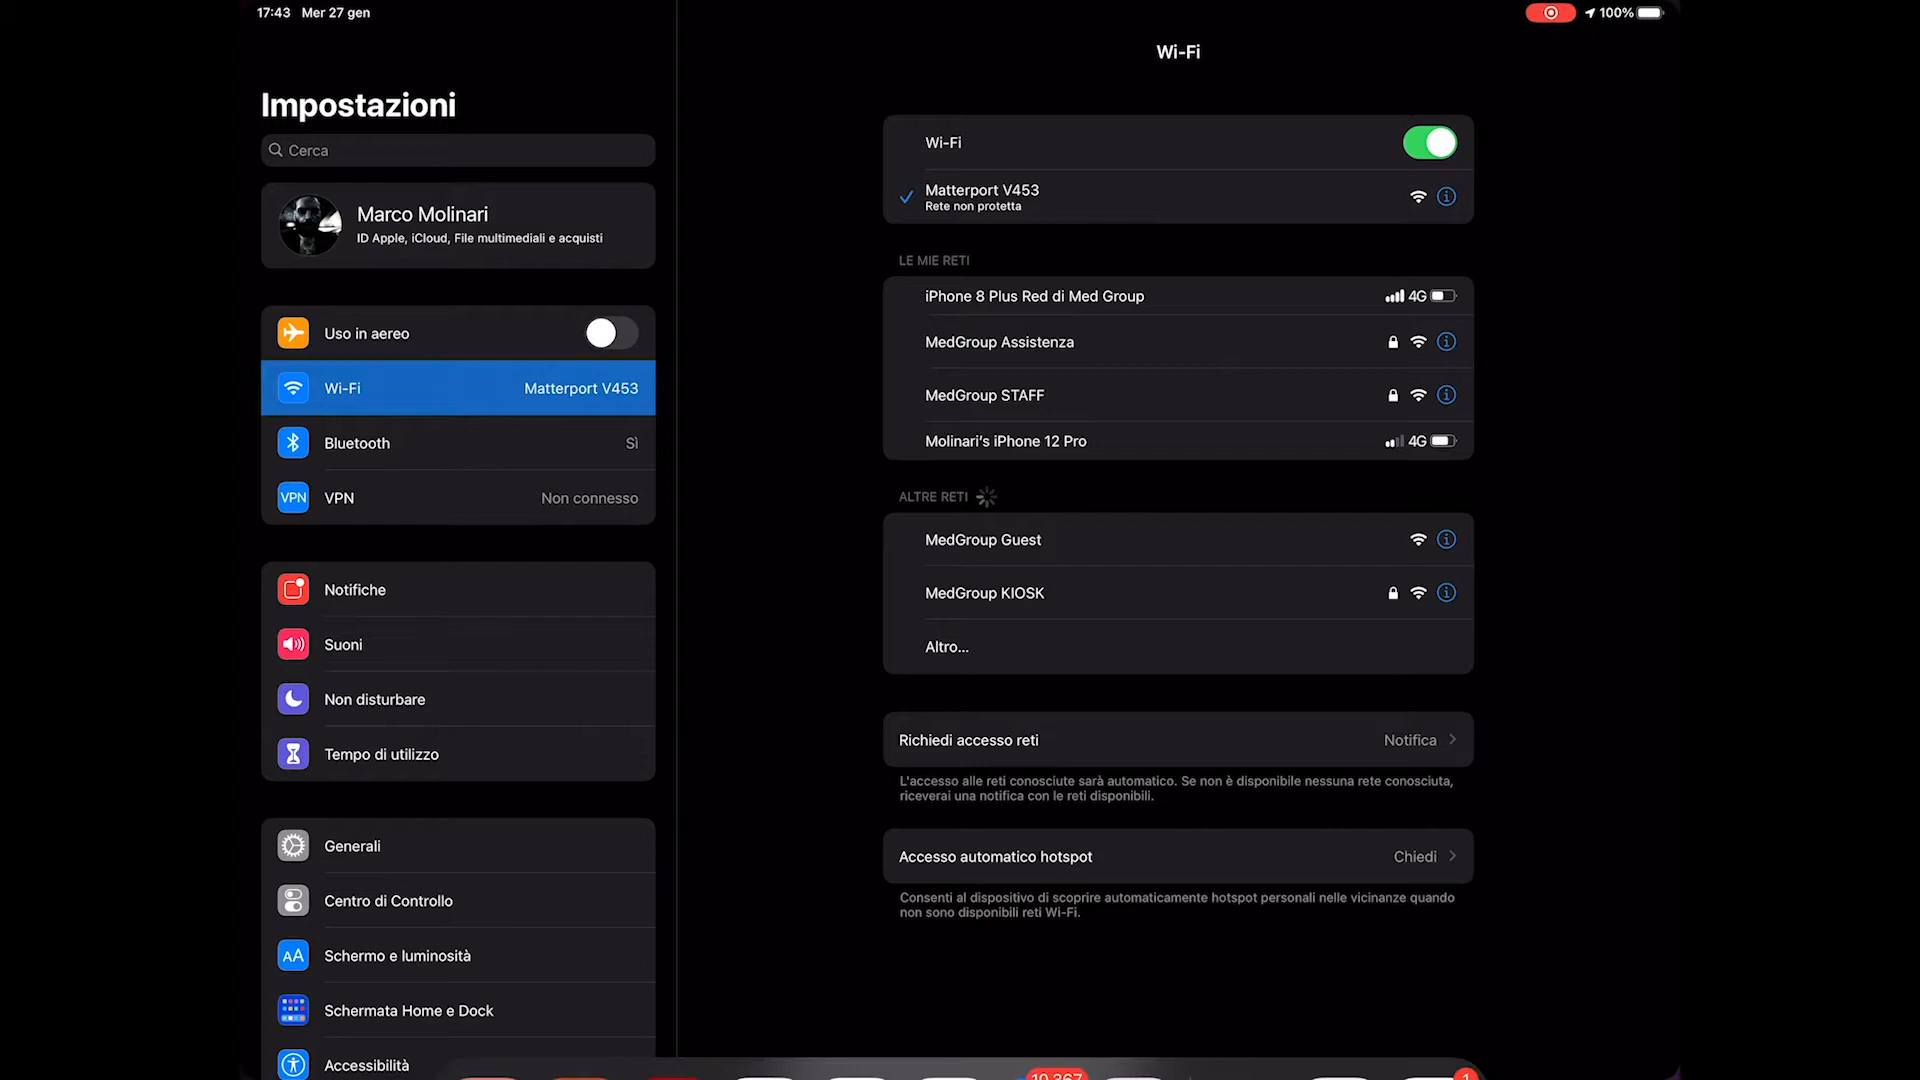 17:43 Mer 27 gen
100%
Impostazioni
Cerca
Marco Molinari
ID Apple, iCloud, File multimediali e acquisti
Uso in aereo
Wi-Fi Matterport V453
Bluetooth Sì
VPN VPN Non connesso
Notifiche
Suoni
Non disturbare
Tempo di utilizzo
Generali
Centro di Controllo
AA Schermo e luminosità
Schermata Home e Dock
Accessibilità
Wi-Fi
Wi-Fi
Matterport V453
Rete non protetta
LE MIE RETI
iPhone 8 Plus Red di Med Group 4G
MedGroup Assistenza
MedGroup STAFF
Molinari's iPhone 12 Pro 4G
ALTRE RETI
MedGroup Guest
MedGroup KIOSK
Altro...
Richiedi accesso reti Notifica
L'accesso alle reti conosciute sarà automatico. Se non è disponibile nessuna rete conosciuta,
riceverai una notifica con le reti disponibili.
Accesso automatico hotspot Chiedi
Consenti al dispositivo di scoprire automaticamente hotspot personali nelle vicinanze quando
non sono disponibili reti Wi-Fi.
10.367
1